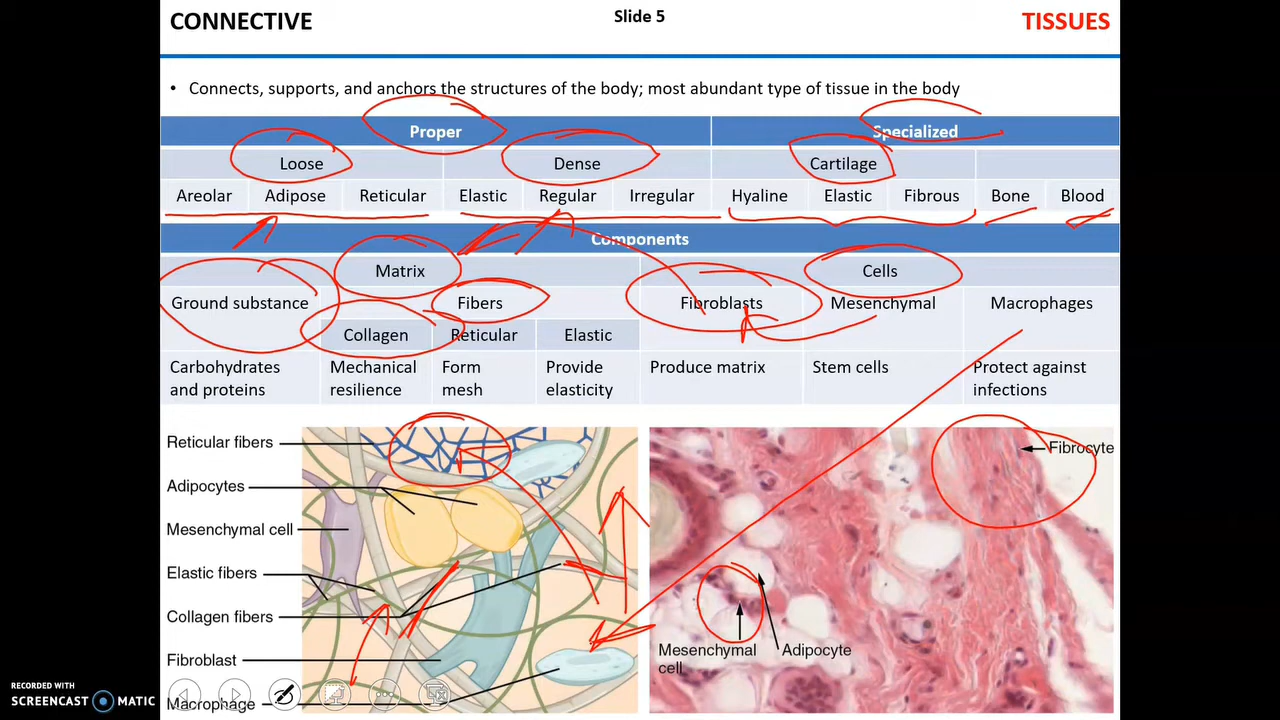 CONNECTIVE Slide 5 TISSUES
• Connects, supports, and anchors the structures of the body; most abundant type of tissue in the body
Proper Specialized
Loose Dense Cartilage
Areolar Adipose Reticular Elastic Regular Irregular Hyaline Elastic Fibrous Bone Blood
Components
Matrix Cells
Ground substance Fibers Fibroblasts Mesenchymal Macrophages
Collagen Reticular Elastic
Carbohydrates Mechanical Form Provide Produce matrix Stem cells Protect against
and proteins resilience mesh elasticity infections
Reticular fibers
Fibrocyte
Adipocytes
Mesenchymal cell
Elastic fibers
Collagen fibers
Fibroblast
Mesenchymal Adipocyte
cell
Macrophage
RECORDED WITH
SCREENCAST MATIC